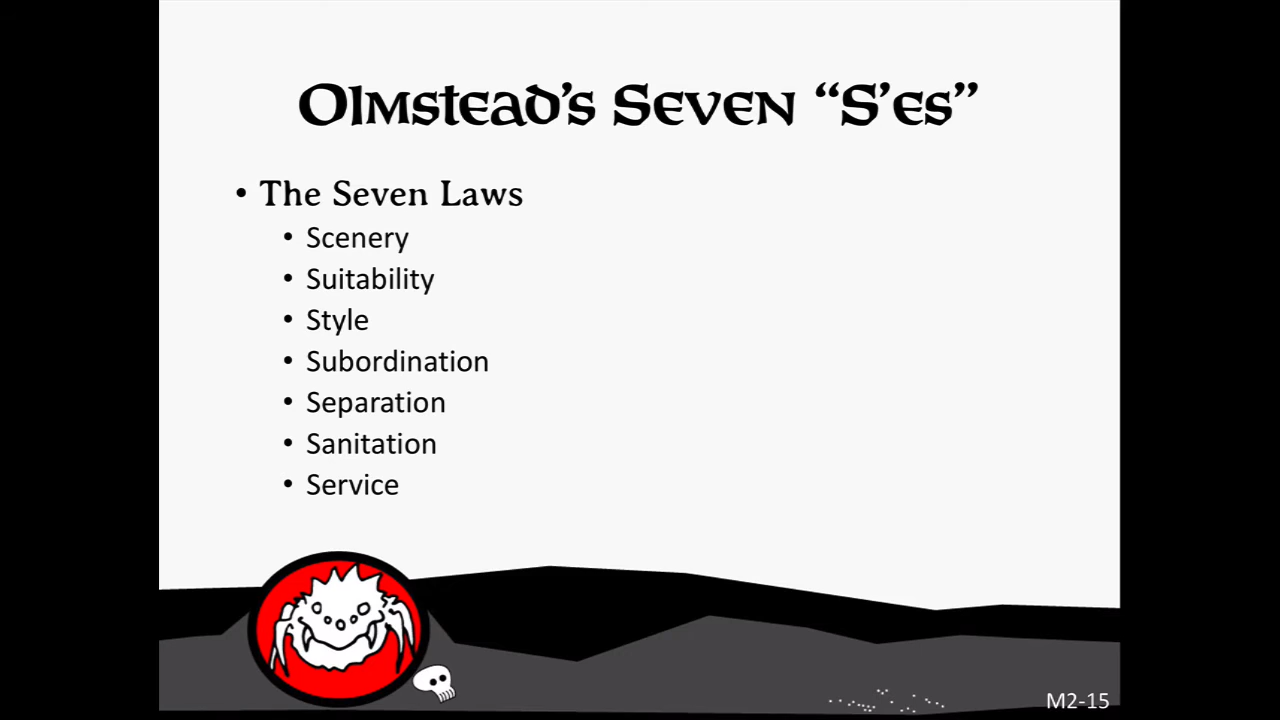 Olmstead's Seven “S'es”
• The Seven Laws
• Scenery
• Suitability
• Style
• Subordination
• Separation
• Sanitation
• Service
M2-15